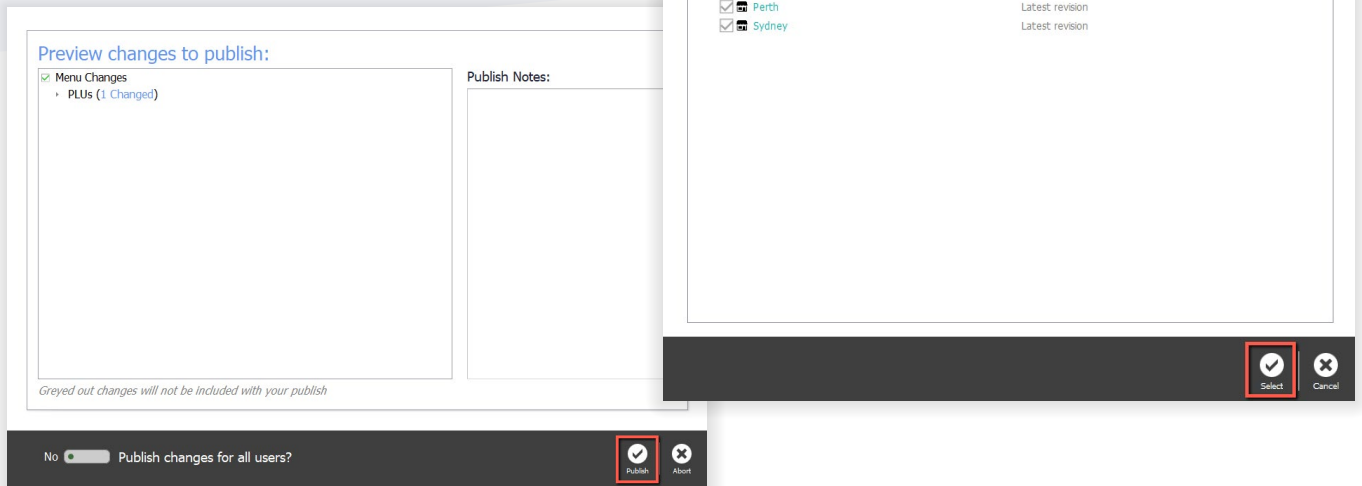 Preview changes to publish:
Menu Changes
PLUs (1 Changed)
Publish Notes:
Greyed out changes will not be included with your publish
No Publish changes for all users?
Publish
Abort
Perth Latest revision
Sydney Latest revision
Select
Cancel